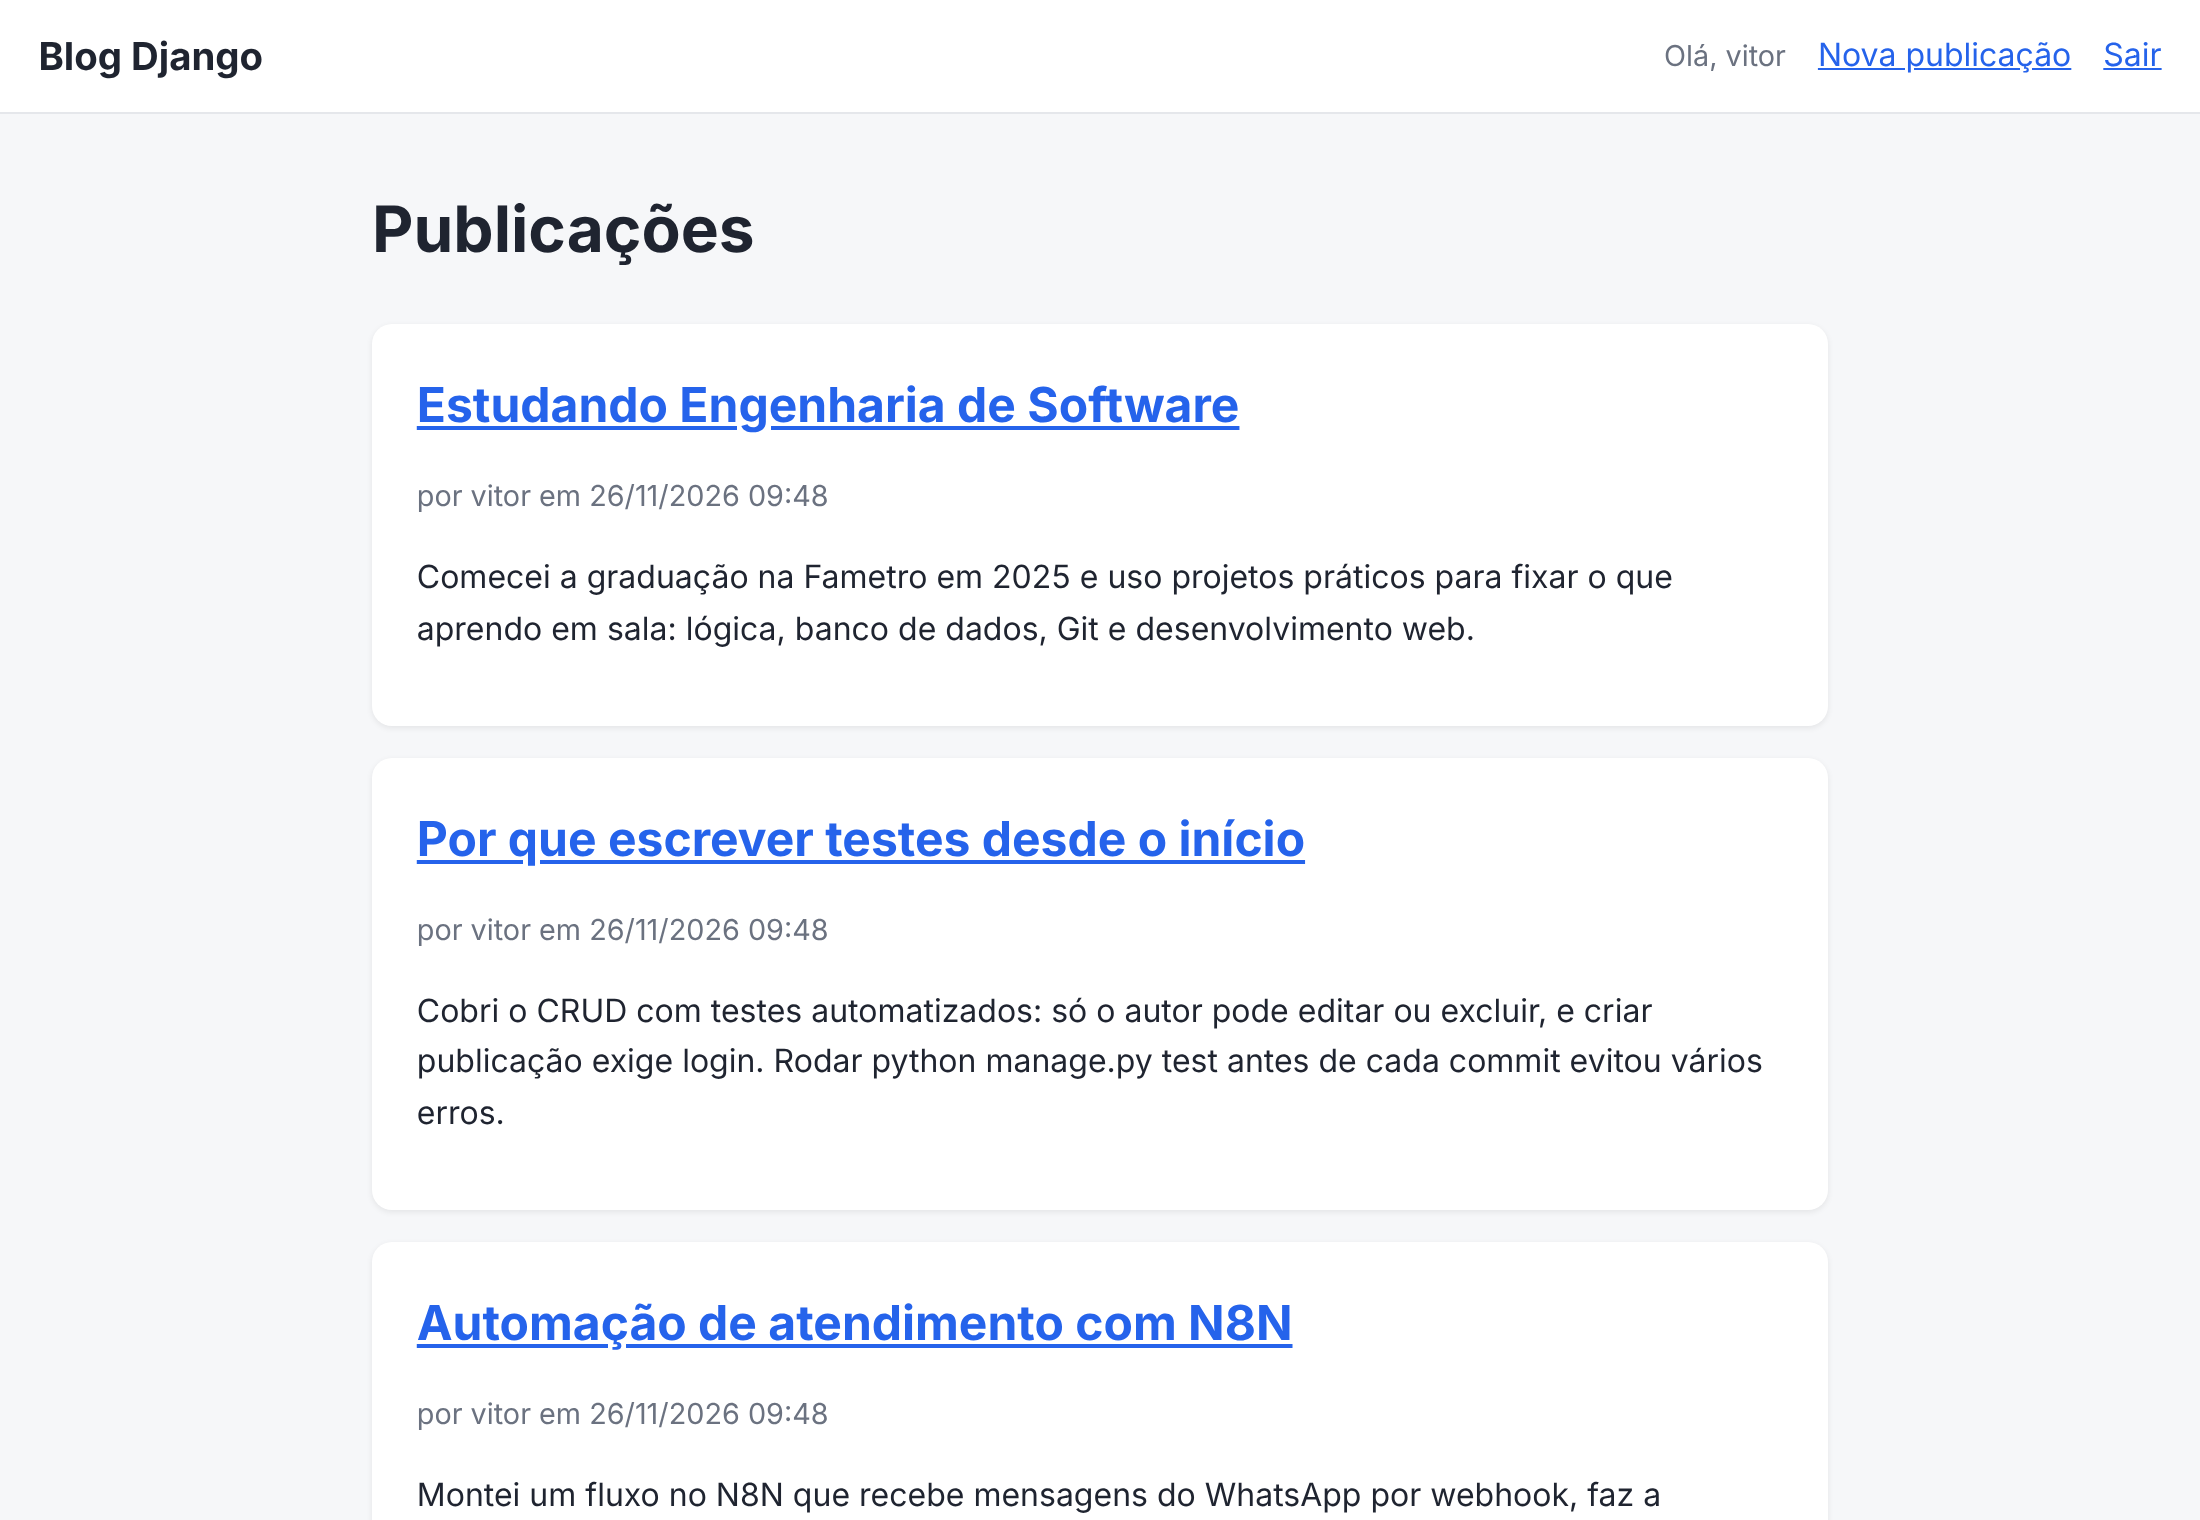 Blog Django
Olá, vitor Nova publicação Sair
Publicações
Estudando Engenharia de Software
por vitor em 26/11/2026 09:48
Comecei a graduação na Fametro em 2025 e uso projetos práticos para fixar o que
aprendo em sala: lógica, banco de dados, Git e desenvolvimento web.
Por que escrever testes desde o início
por vitor em 26/11/2026 09:48
Cobri o CRUD com testes automatizados: só o autor pode editar ou excluir, e criar
publicação exige login. Rodar python manage.py test antes de cada commit evitou vários
erros.
Automação de atendimento com N8N
por vitor em 26/11/2026 09:48
Montei um fluxo no N8N que recebe mensagens do WhatsApp por webhook, faz a